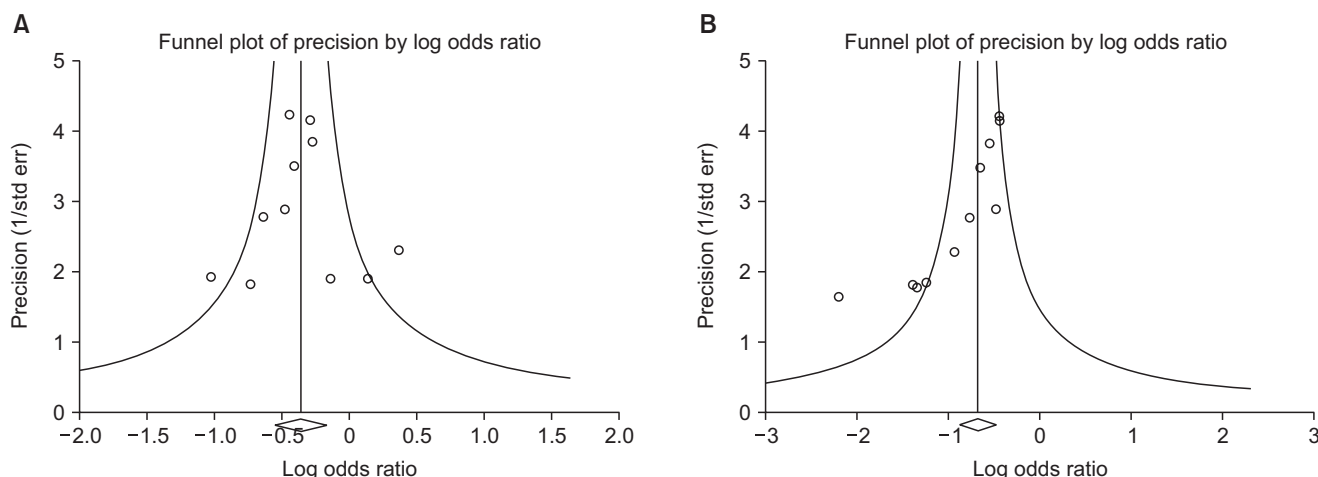 A
Funnel plot of precision by log odds ratio
5
4
3
2
1
0
Precision (1/std err)
−2.0 −1.5 −1.0 −0.5 0 0.5 1.0 1.5 2.0
Log odds ratio
B
Funnel plot of precision by log odds ratio
5
4
3
2
1
0
Precision (1/std err)
−3 −2 −1 0 1 2 3
Log odds ratio